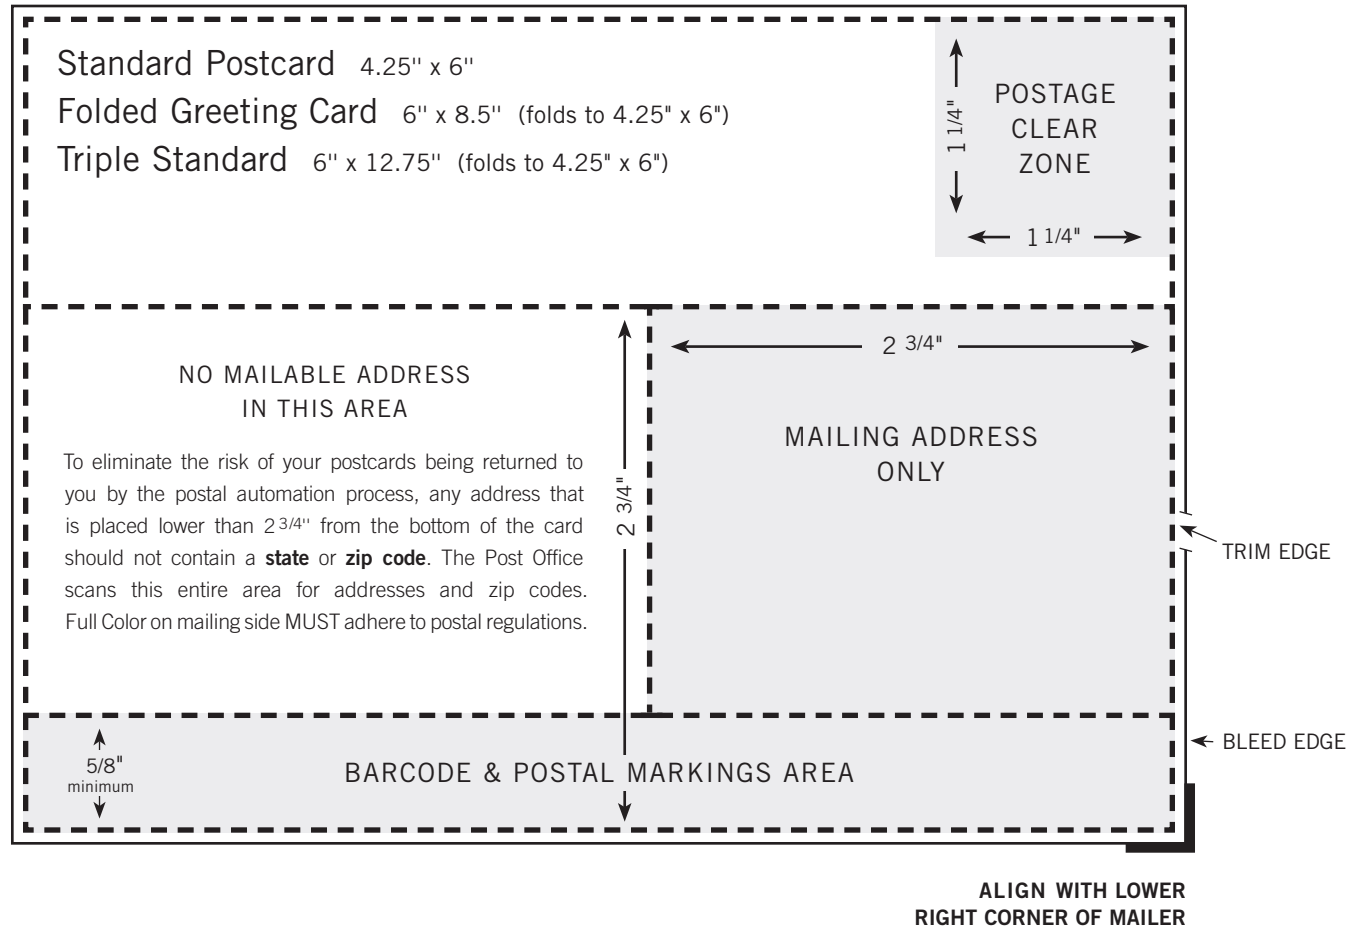 Standard Postcard 4.25'' x 6''
Folded Greeting Card 6'' x 8.5'' (folds to 4.25" x 6")
Triple Standard 6'' x 12.75'' (folds to 4.25" x 6")
POSTAGE
CLEAR
ZONE
1 1/4"
1 1/4"
NO MAILABLE ADDRESS
IN THIS AREA
To eliminate the risk of your postcards being returned to
you by the postal automation process, any address that
is placed lower than 2 3/4'' from the bottom of the card
should not contain a state or zip code. The Post Office
scans this entire area for addresses and zip codes.
Full Color on mailing side MUST adhere to postal regulations.
2 3/4"
2 3/4"
MAILING ADDRESS
ONLY
TRIM EDGE
BLEED EDGE
5/8"
minimum
BARCODE & POSTAL MARKINGS AREA
ALIGN WITH LOWER
RIGHT CORNER OF MAILER